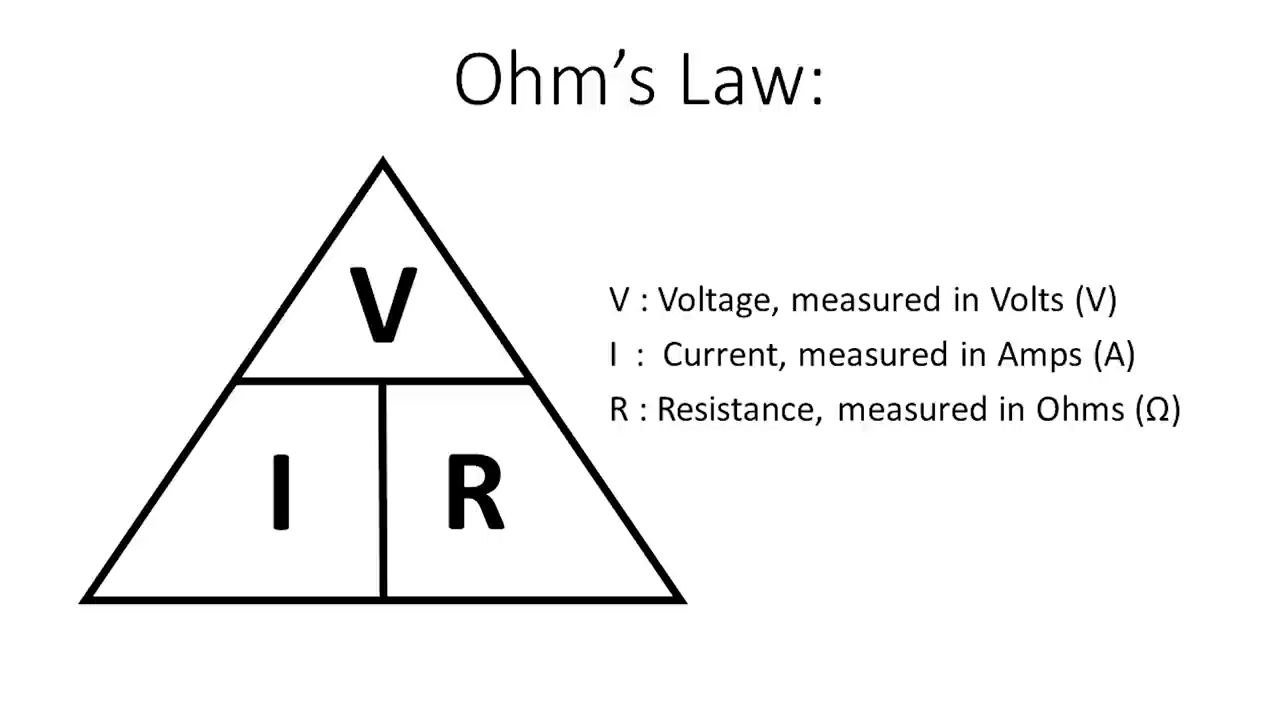 Ohm’s Law:
V
I R
V : Voltage, measured in Volts (V)
I : Current, measured in Amps (A)
R : Resistance, measured in Ohms (Ω)